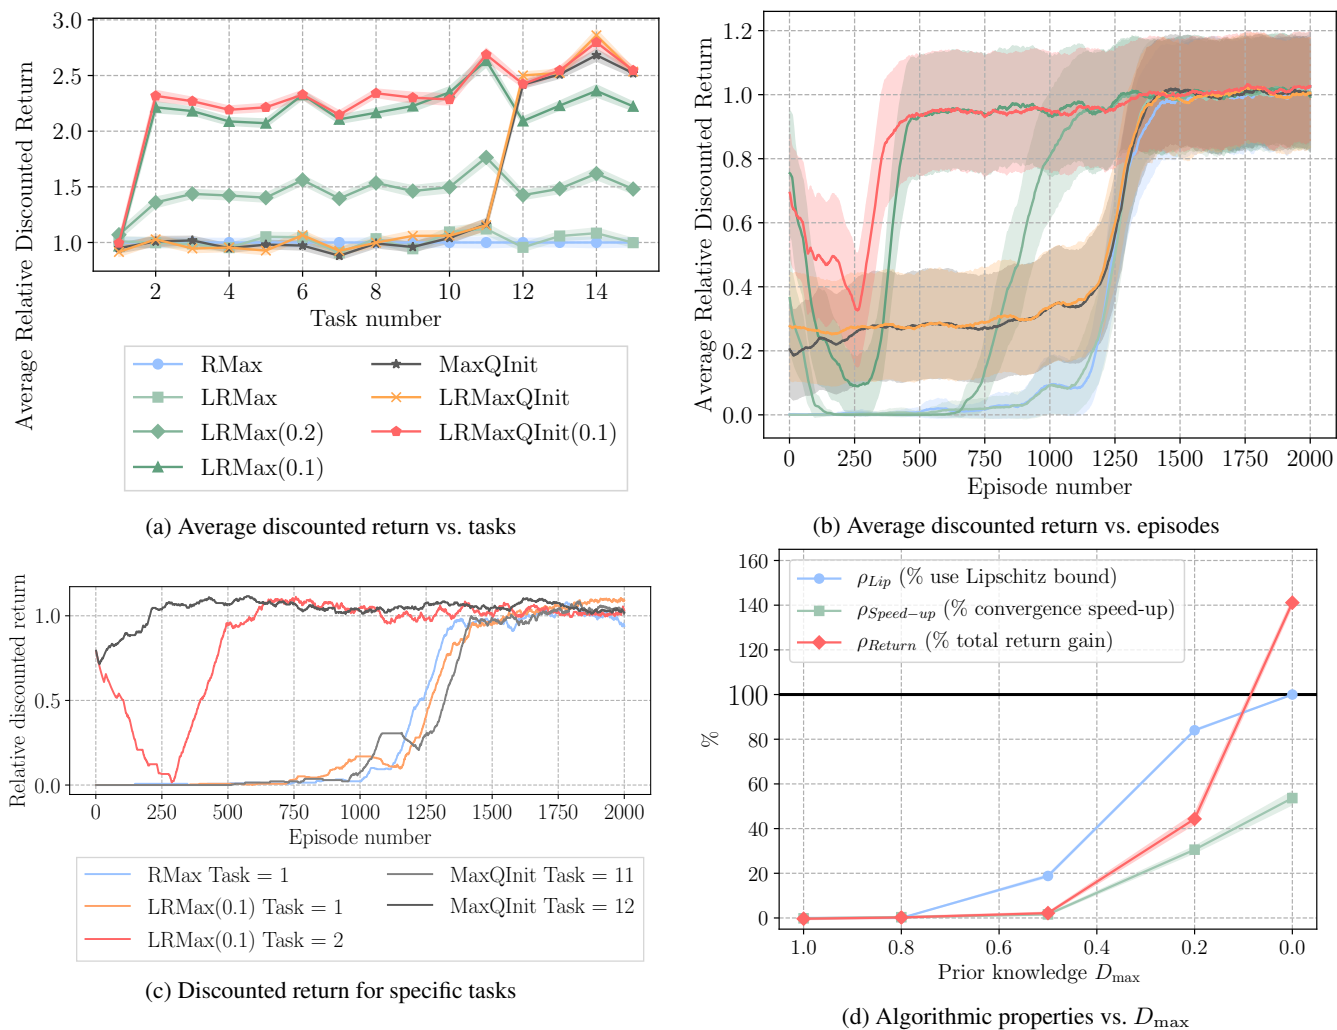 Average Relative Discounted Return
3.0
2.5
2.0
1.5
1.0
2 4 6 8 10 12 14
Task number
RMax
LRMax
LRMax(0.2)
LRMax(0.1)
MaxQInit
LRMaxQInit
LRMaxQInit(0.1)
(a) Average discounted return vs. tasks
Average Relative Discounted Return
1.2
1.0
0.8
0.6
0.4
0.2
0.0
0 250 500 750 1000 1250 1500 1750 2000
Episode number
(b) Average discounted return vs. episodes
Relative discounted return
1.0
0.5
0.0
0 250 500 750 1000 1250 1500 1750 2000
Episode number
RMax Task = 1
LRMax(0.1) Task = 1
LRMax(0.1) Task = 2
MaxQInit Task = 11
MaxQInit Task = 12
(c) Discounted return for specific tasks
%
160
140
120
100
80
60
40
20
0
ρ_Lip (% use Lipschitz bound)
ρ_Speed−up (% convergence speed-up)
ρ_Return (% total return gain)
1.0 0.8 0.6 0.4 0.2 0.0
Prior knowledge D_max
(d) Algorithmic properties vs. D_max